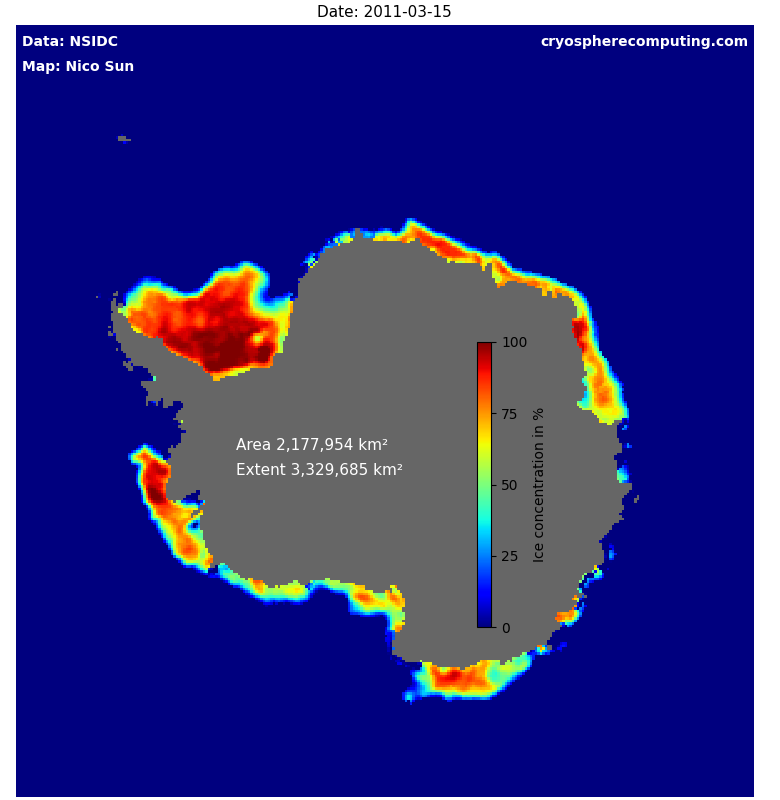 Date: 2011-03-15
Data: NSIDC
cryospherecomputing.com
Map: Nico Sun
100
75
50
25
0
Ice concentration in %
Area 2,177,954 km²
Extent 3,329,685 km²